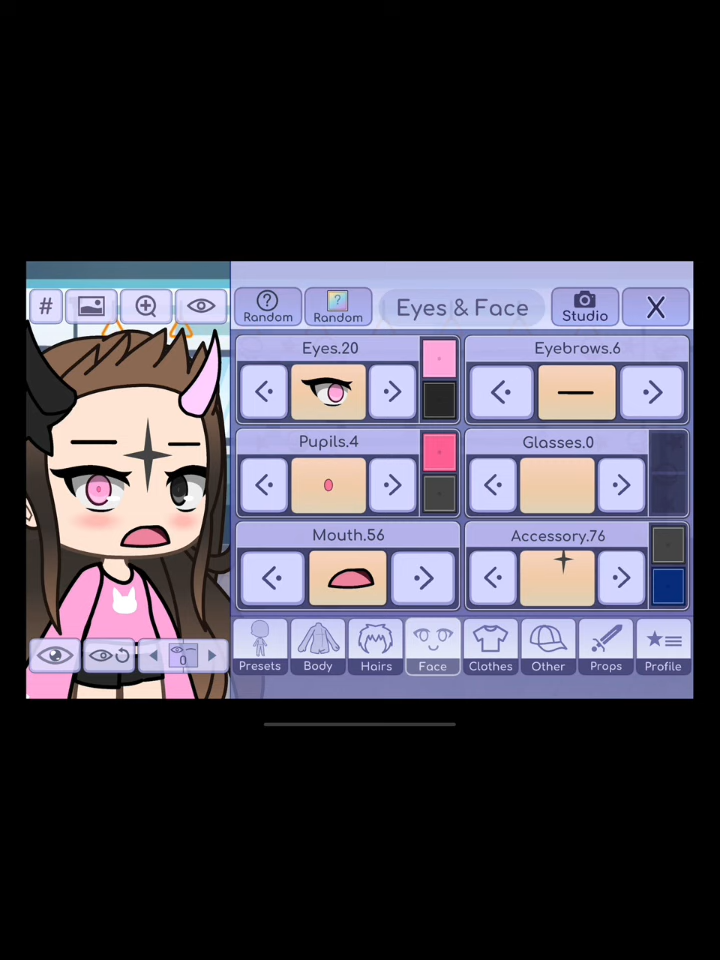 #
? Random
? Random
Eyes & Face
Studio
X
Eyes.20
Eyebrows.6
Pupils.4
Glasses.0
Mouth.56
Accessory.76
0
Presets
Body
Hairs
Face
Clothes
Other
Props
Profile